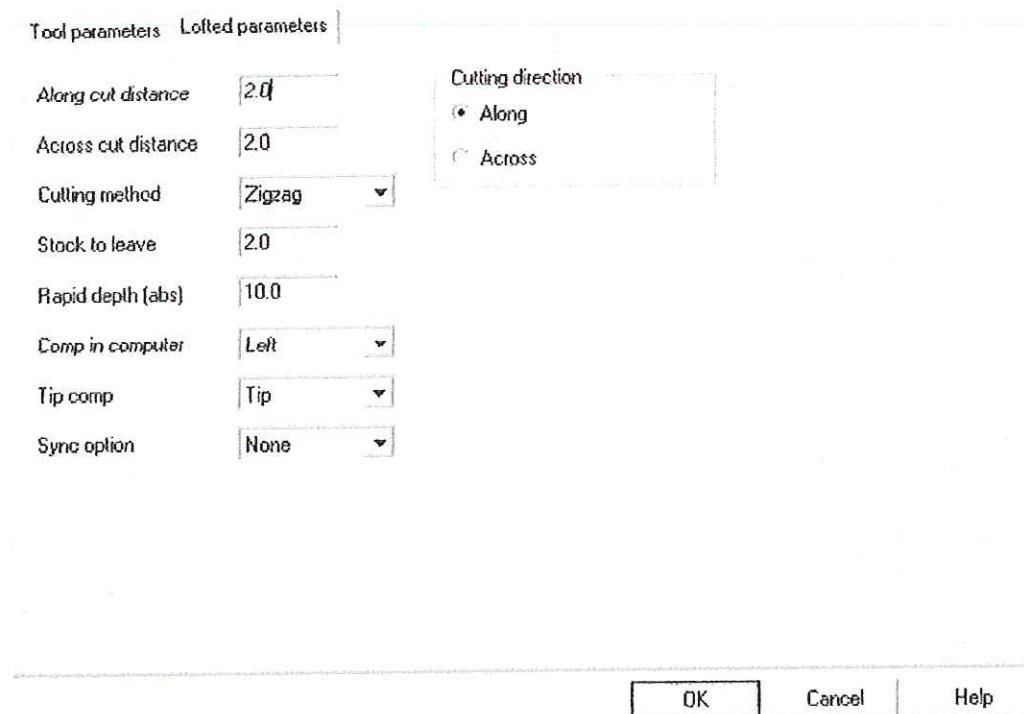 Tool parameters Lofted parameters
Along cut distance 2.0 Cutting direction
Along
Across cut distance 2.0
Across
Cutting method Zigzag
Stock to leave 2.0
Rapid depth (abs) 10.0
Comp in computer Left
Tip comp Tip
Sync option None
OK Cancel Help